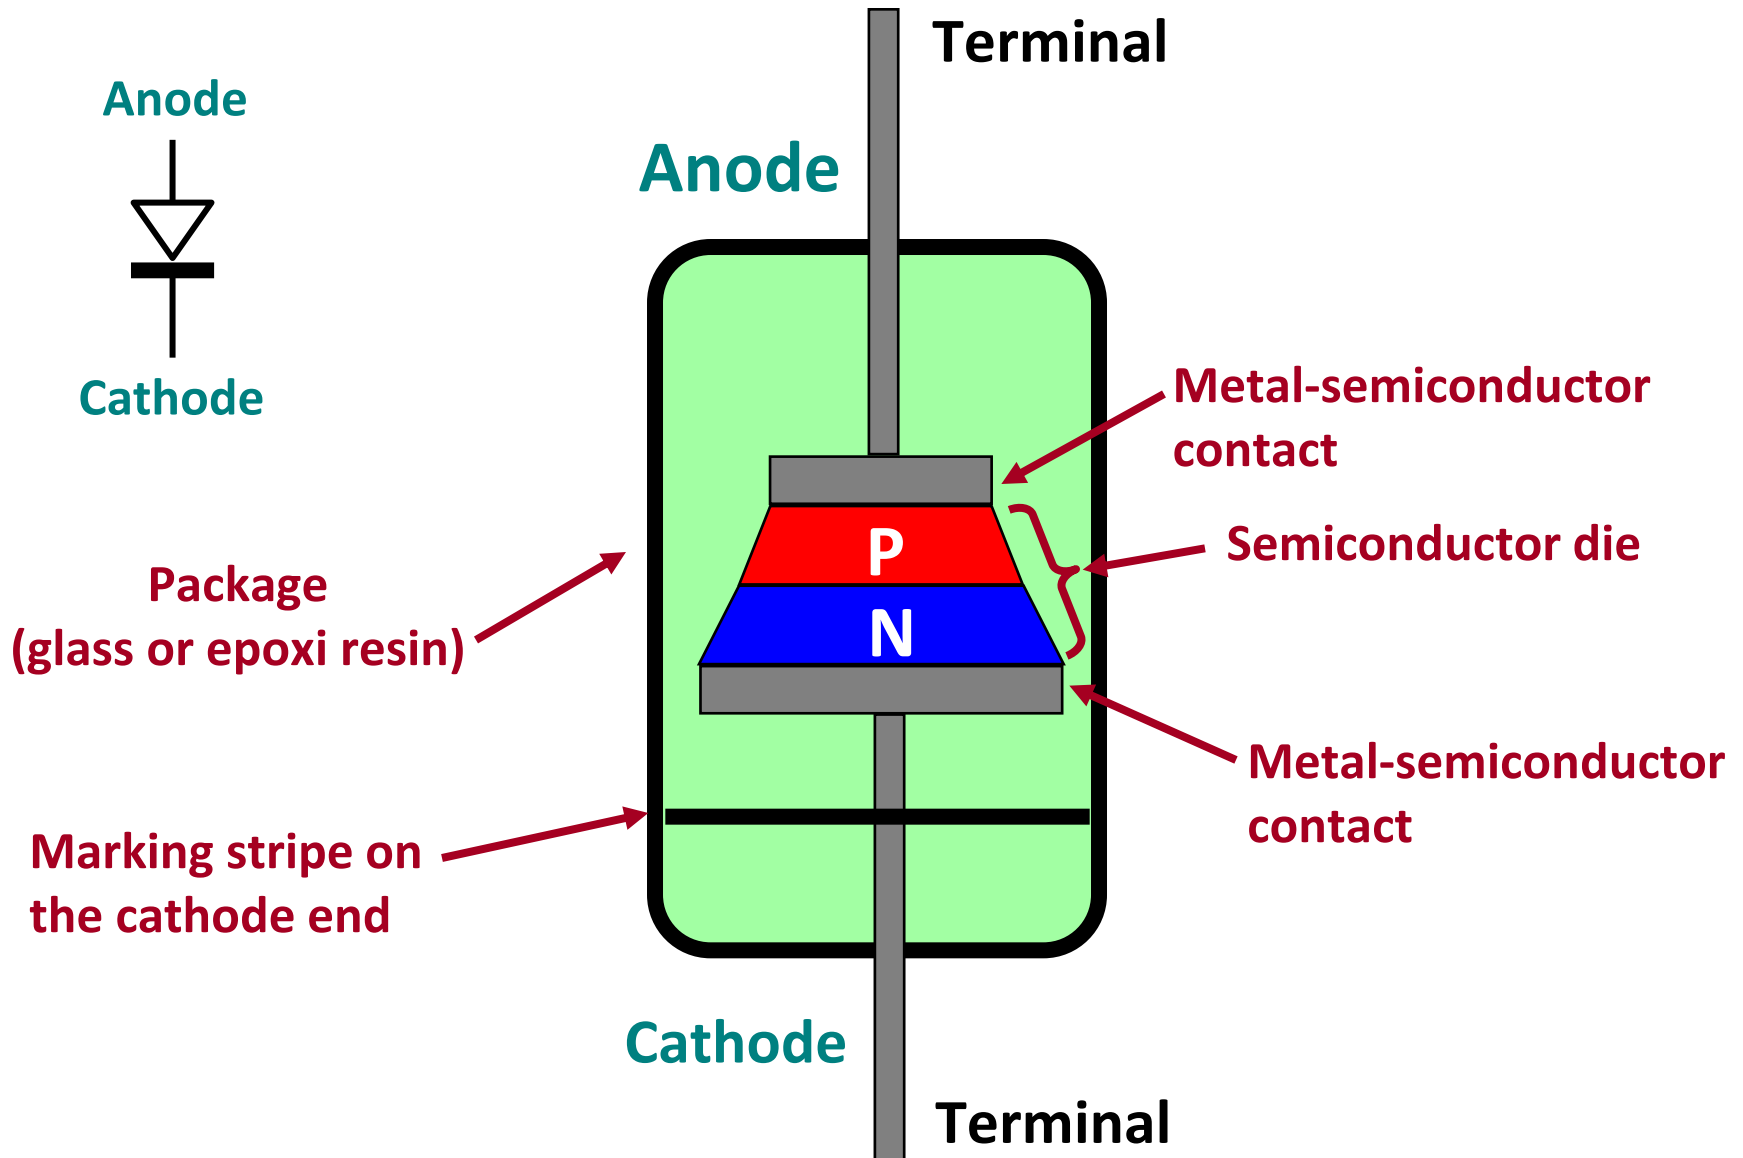 Terminal
Anode
Anode
Cathode
Metal-semiconductor
contact
P
Semiconductor die
Package
(glass or epoxi resin)
N
Metal-semiconductor
contact
Marking stripe on
the cathode end
Cathode
Terminal